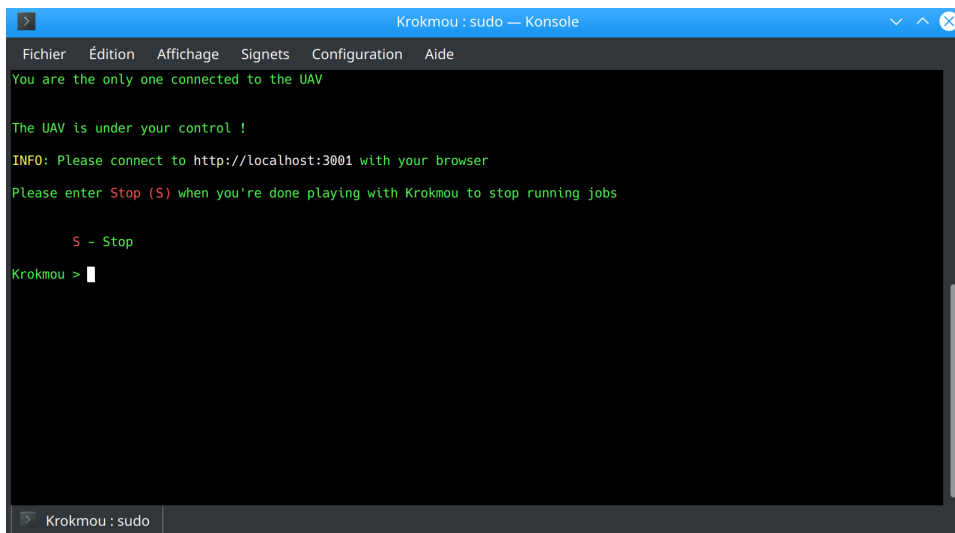 Krokmou : sudo — Konsole
Fichier Édition Affichage Signets Configuration Aide
You are the only one connected to the UAV
The UAV is under your control !
INFO: Please connect to http://localhost:3001 with your browser
Please enter Stop (S) when you're done playing with Krokmou to stop running jobs
S - Stop
Krokmou >
Krokmou : sudo